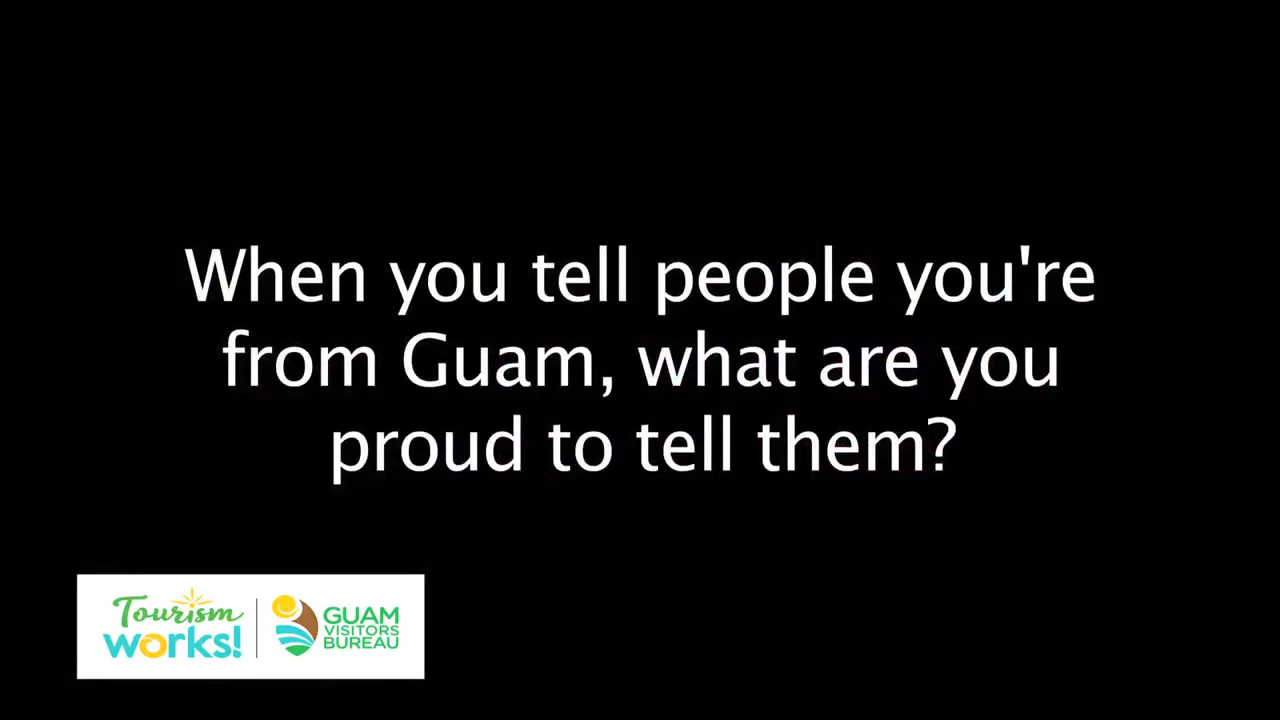 When you tell people you're
from Guam, what are you
proud to tell them?
Tourism
works!
GUAM
VISITORS
BUREAU